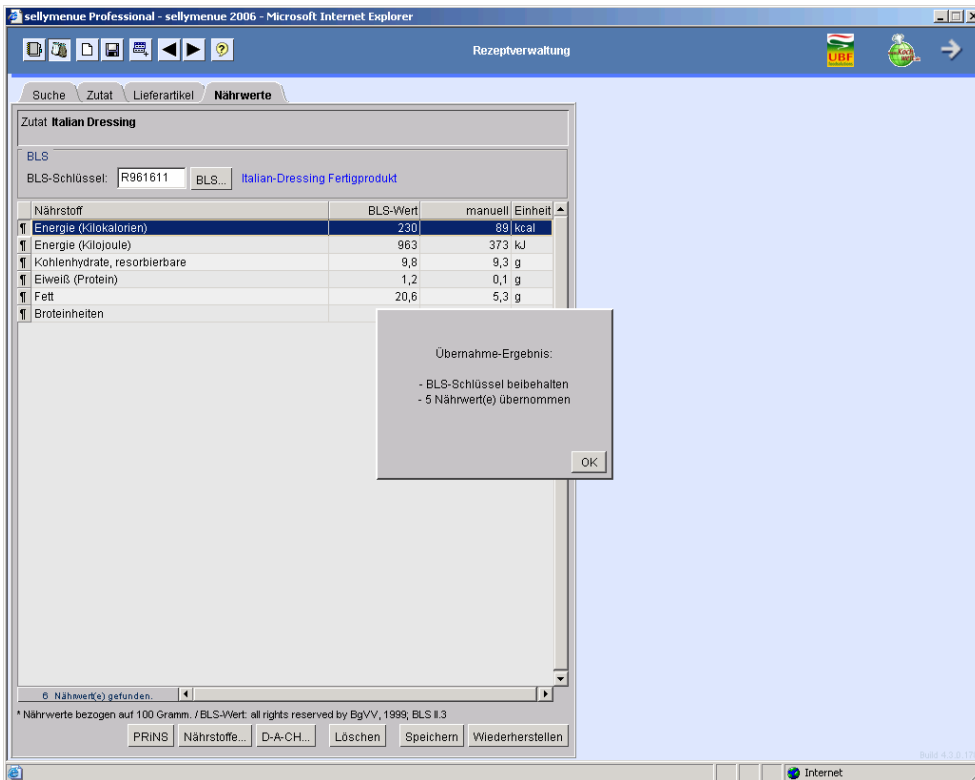 sellymenue Professional - sellymenue 2006 - Microsoft Internet Explorer
Rezeptverwaltung
UBF
Suche Zutat Lieferartikel Nährwerte
Zutat Italian Dressing
BLS
BLS-Schlüssel: R961611 BLS... Italian-Dressing Fertigprodukt
Nährstoff BLS-Wert manuell Einheit
¶ Energie (Kilokalorien) 230 89 kcal
¶ Energie (Kilojoule) 963 373 kJ
¶ Kohlenhydrate, resorbierbare 9,8 9,3 g
¶ Eiweiß (Protein) 1,2 0,1 g
¶ Fett 20,6 5,3 g
¶ Broteinheiten
Übernahme-Ergebnis:
- BLS-Schlüssel beibehalten
- 5 Nährwert(e) übernommen
OK
6 Nährwert(e) gefunden.
* Nährwerte bezogen auf 100 Gramm. / BLS-Wert: all rights reserved by BgVV, 1999; BLS II.3
PRiNS Nährstoffe... D-A-CH... Löschen Speichern Wiederherstellen
Internet